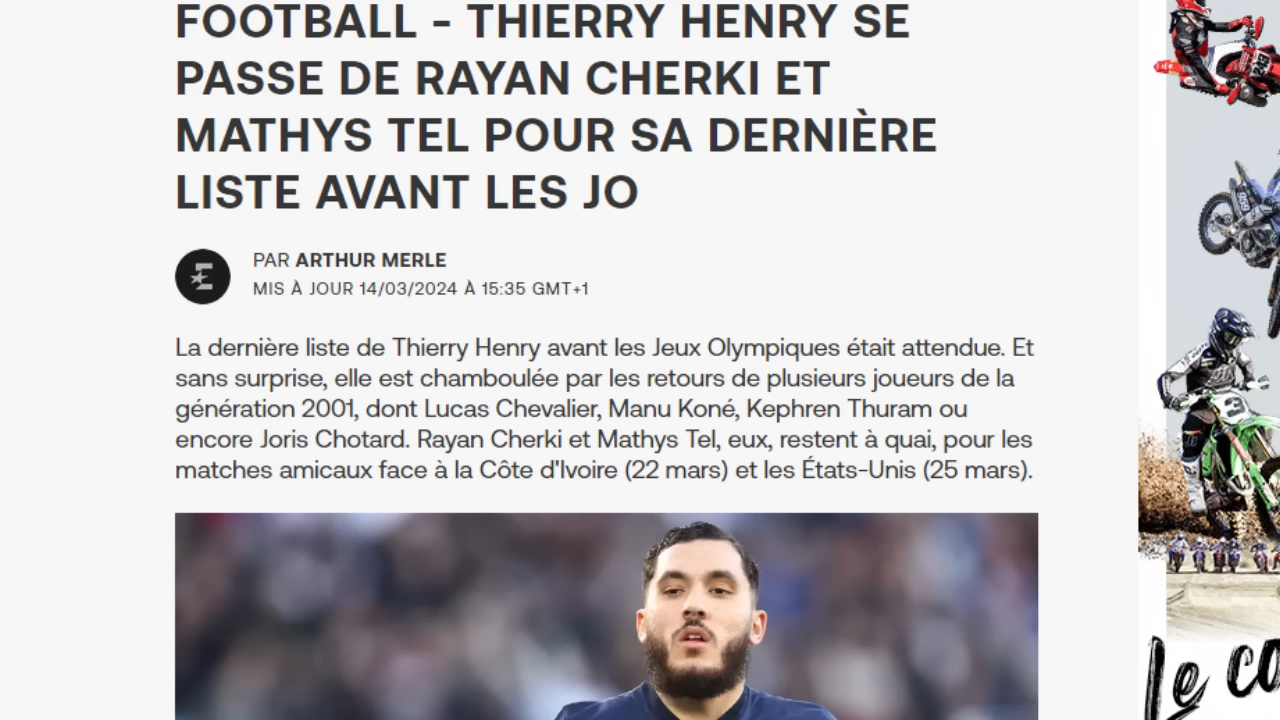 FOOTBALL - THIERRY HENRY SE
PASSE DE RAYAN CHERKI ET
MATHYS TEL POUR SA DERNIÈRE
LISTE AVANT LES JO
PAR ARTHUR MERLE
MIS À JOUR 14/03/2024 À 15:35 GMT+1
La dernière liste de Thierry Henry avant les Jeux Olympiques était attendue. Et
sans surprise, elle est chamboulée par les retours de plusieurs joueurs de la
génération 2001, dont Lucas Chevalier, Manu Koné, Kephren Thuram ou
encore Joris Chotard. Rayan Cherki et Mathys Tel, eux, restent à quai, pour les
matches amicaux face à la Côte d'Ivoire (22 mars) et les États-Unis (25 mars).
Le